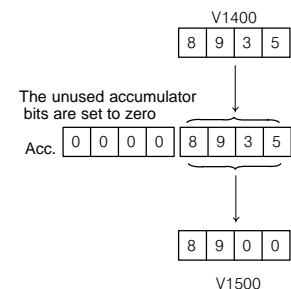 V1400
8 9 3 5
The unused accumulator
bits are set to zero
Acc. 0 0 0 0 8 9 3 5
8 9 0 0
V1500